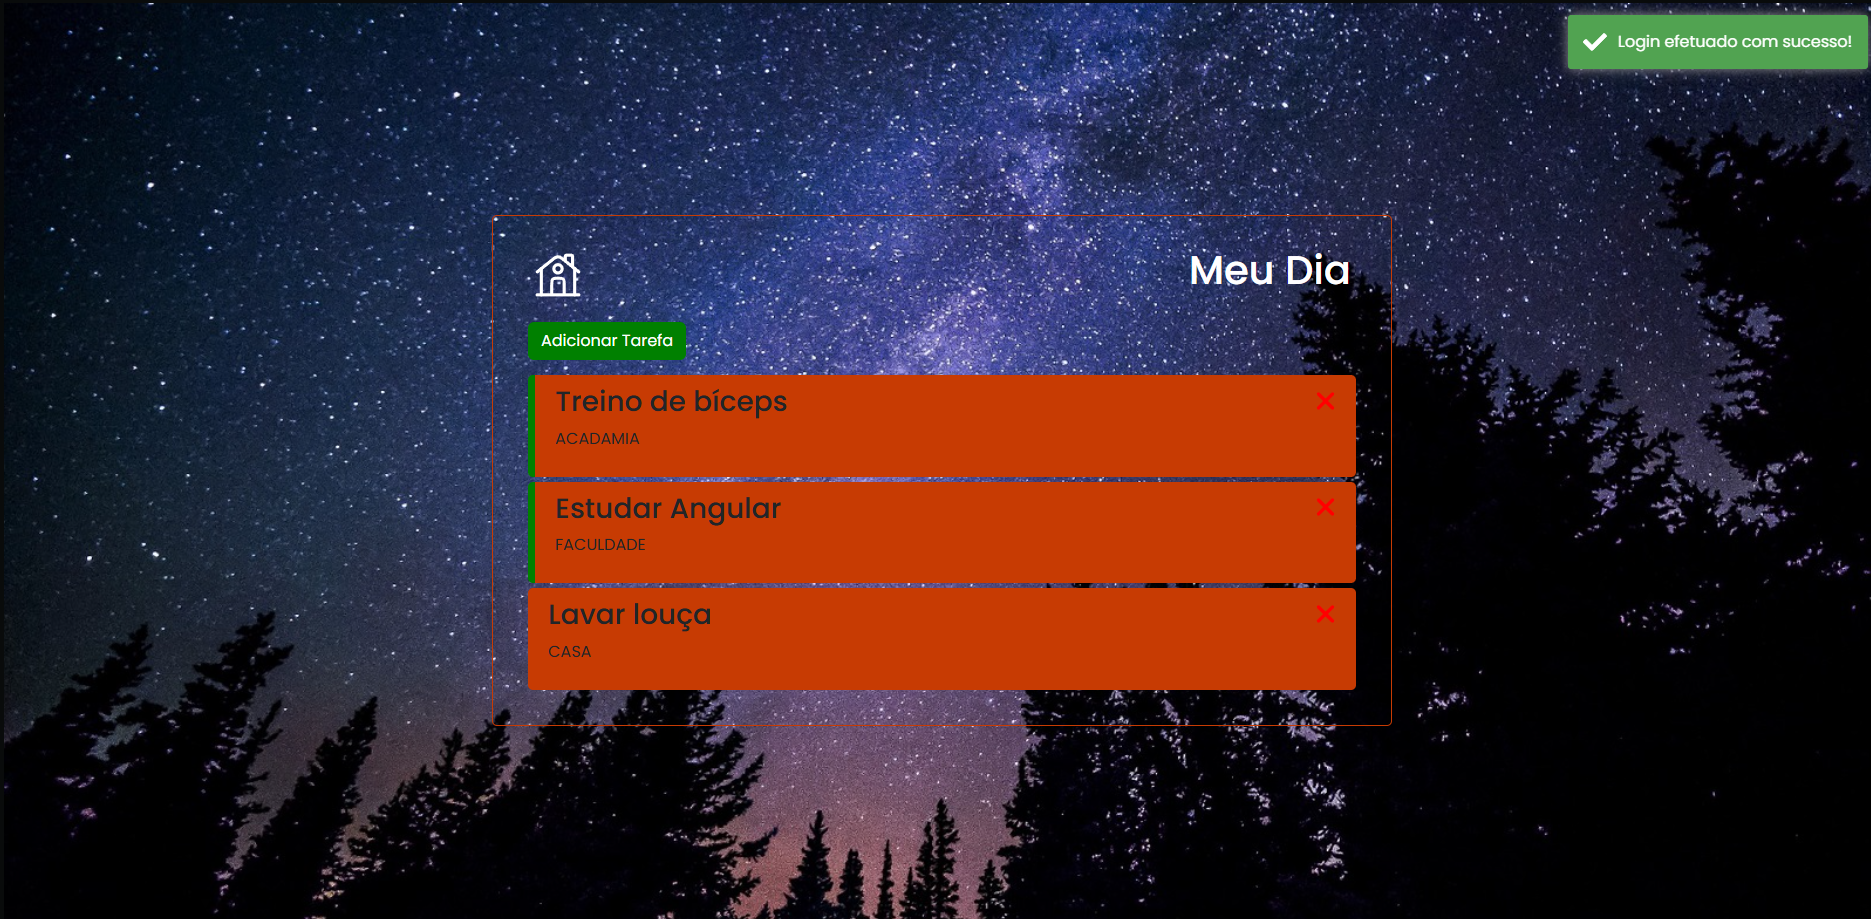 Login efetuado com sucesso!
Meu Dia
Adicionar Tarefa
Treino de bíceps
ACADAMIA
Estudar Angular
FACULDADE
Lavar louça
CASA